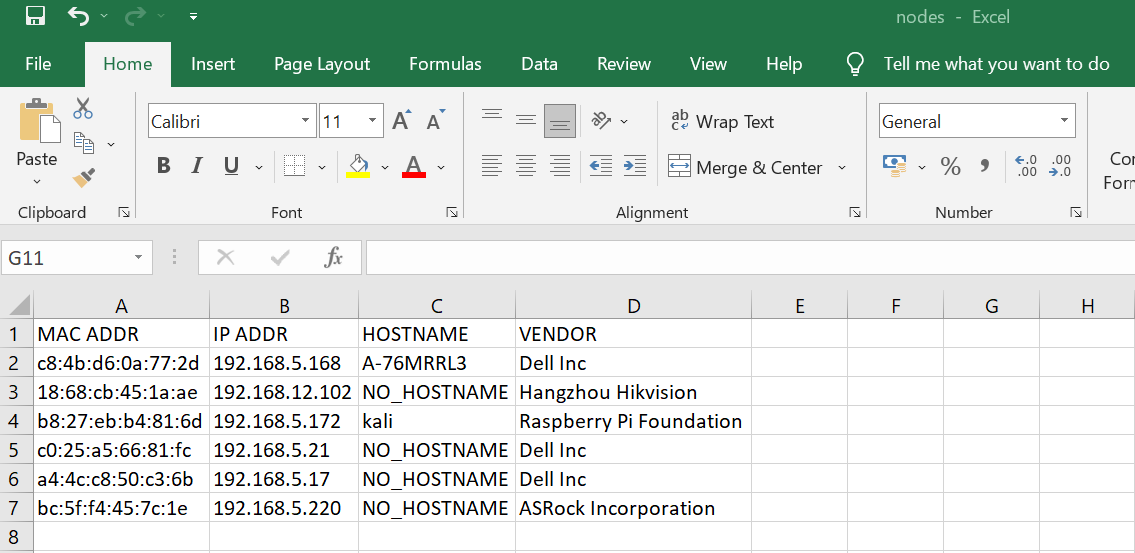 nodes - Excel
File Home Insert Page Layout Formulas Data Review View Help Tell me what you want to do
Calibri 11 A A ab c Wrap Text General
Paste B I U A Merge & Center % , .0 .00 .00 .0
Clipboard Font Alignment Number
G11 fx
A B C D E F G H
1 MAC ADDR IP ADDR HOSTNAME VENDOR
2 c8:4b:d6:0a:77:2d 192.168.5.168 A-76MRRL3 Dell Inc
3 18:68:cb:45:1a:ae 192.168.12.102 NO_HOSTNAME Hangzhou Hikvision
4 b8:27:eb:b4:81:6d 192.168.5.172 kali Raspberry Pi Foundation
5 c0:25:a5:66:81:fc 192.168.5.21 NO_HOSTNAME Dell Inc
6 a4:4c:c8:50:c3:6b 192.168.5.17 NO_HOSTNAME Dell Inc
7 bc:5f:f4:45:7c:1e 192.168.5.220 NO_HOSTNAME ASRock Incorporation
8